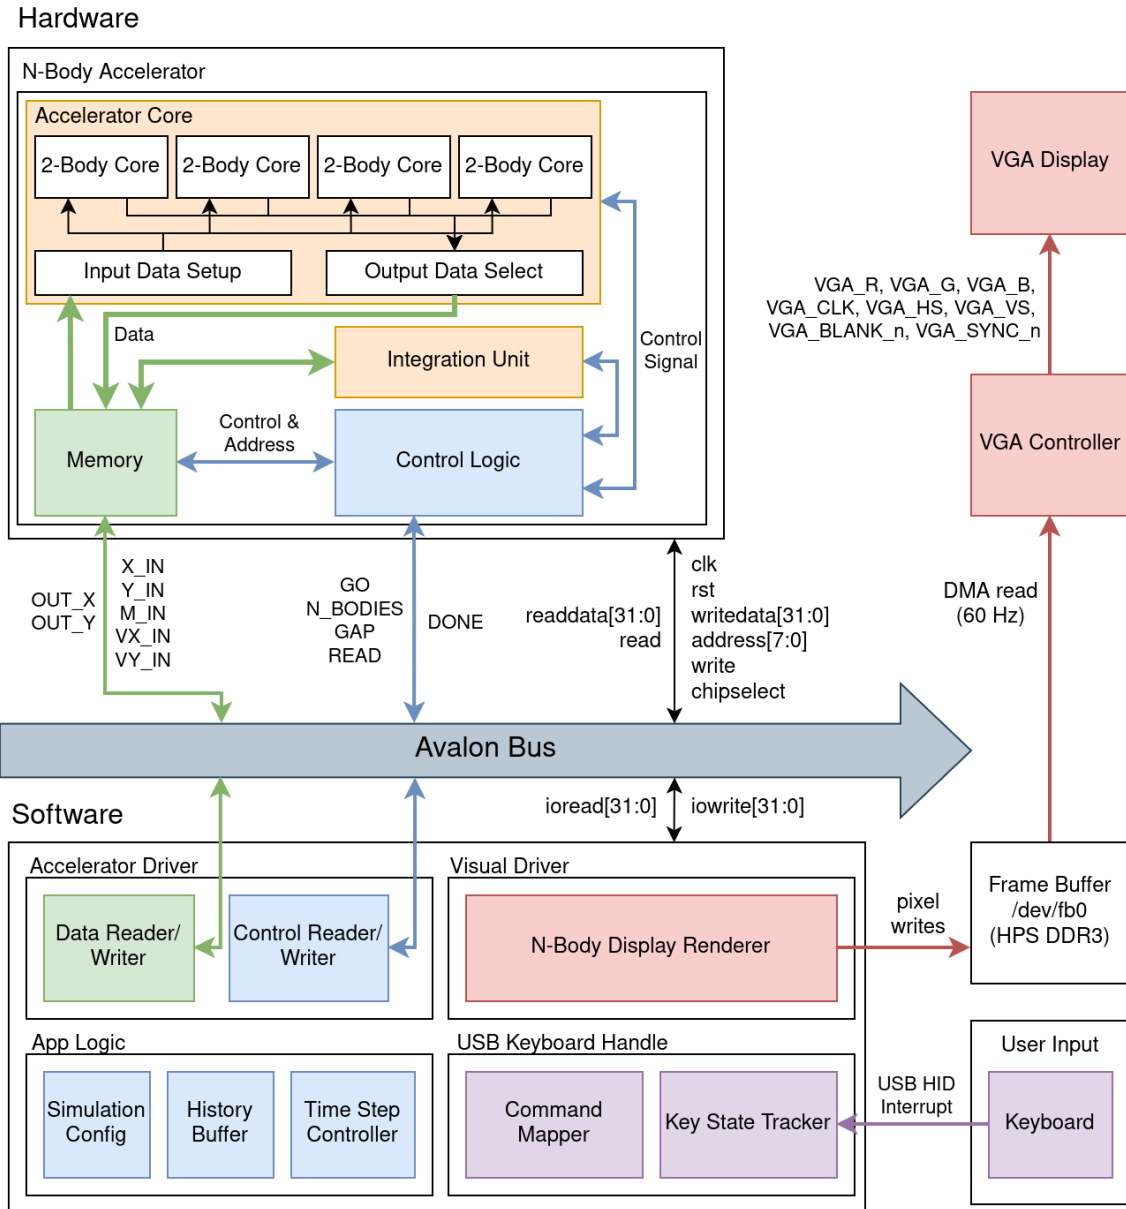 Hardware
N-Body Accelerator
Accelerator Core
2-Body Core
2-Body Core
2-Body Core
2-Body Core
Input Data Setup
Output Data Select
Data
Integration Unit
Control
Signal
Memory
Control &
Address
Control Logic
VGA Display
VGA_R, VGA_G, VGA_B,
VGA_CLK, VGA_HS, VGA_VS,
VGA_BLANK_n, VGA_SYNC_n
VGA Controller
DMA read
(60 Hz)
OUT_X
OUT_Y
X_IN
Y_IN
M_IN
VX_IN
VY_IN
GO
N_BODIES
GAP
READ
DONE
readdata[31:0]
read
clk
rst
writedata[31:0]
address[7:0]
write
chipselect
Avalon Bus
Software
ioread[31:0]
iowrite[31:0]
Accelerator Driver
Data Reader/
Writer
Control Reader/
Writer
Visual Driver
N-Body Display Renderer
pixel
writes
Frame Buffer
/dev/fb0
(HPS DDR3)
App Logic
Simulation
Config
History
Buffer
Time Step
Controller
USB Keyboard Handle
Command
Mapper
Key State Tracker
USB HID
Interrupt
User Input
Keyboard